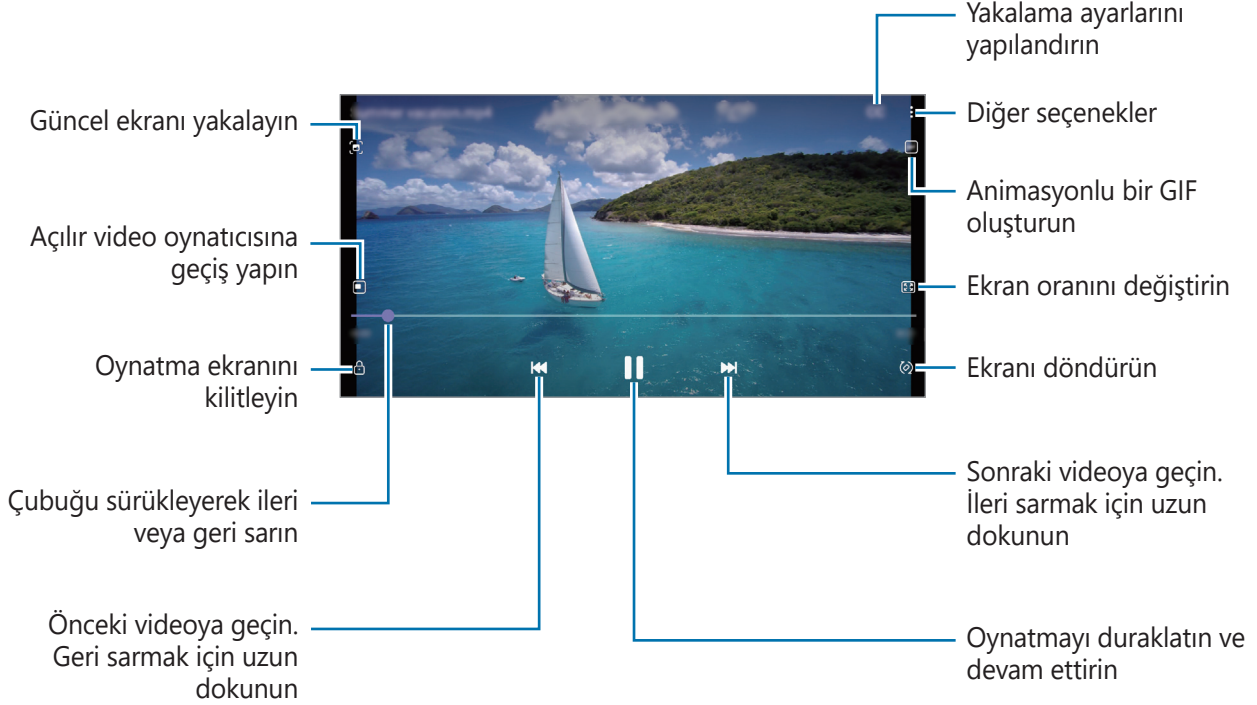 Yakalama ayarlarını
yapılandırın
Güncel ekranı yakalayın
Diğer seçenekler
Animasyonlu bir GIF
oluşturun
Açılır video oynatıcısına
geçiş yapın
Ekran oranını değiştirin
Oynatma ekranını
kilitleyin
Ekranı döndürün
Çubuğu sürükleyerek ileri
veya geri sarın
Sonraki videoya geçin.
İleri sarmak için uzun
dokunun
Önceki videoya geçin.
Geri sarmak için uzun
dokunun
Oynatmayı duraklatın ve
devam ettirin